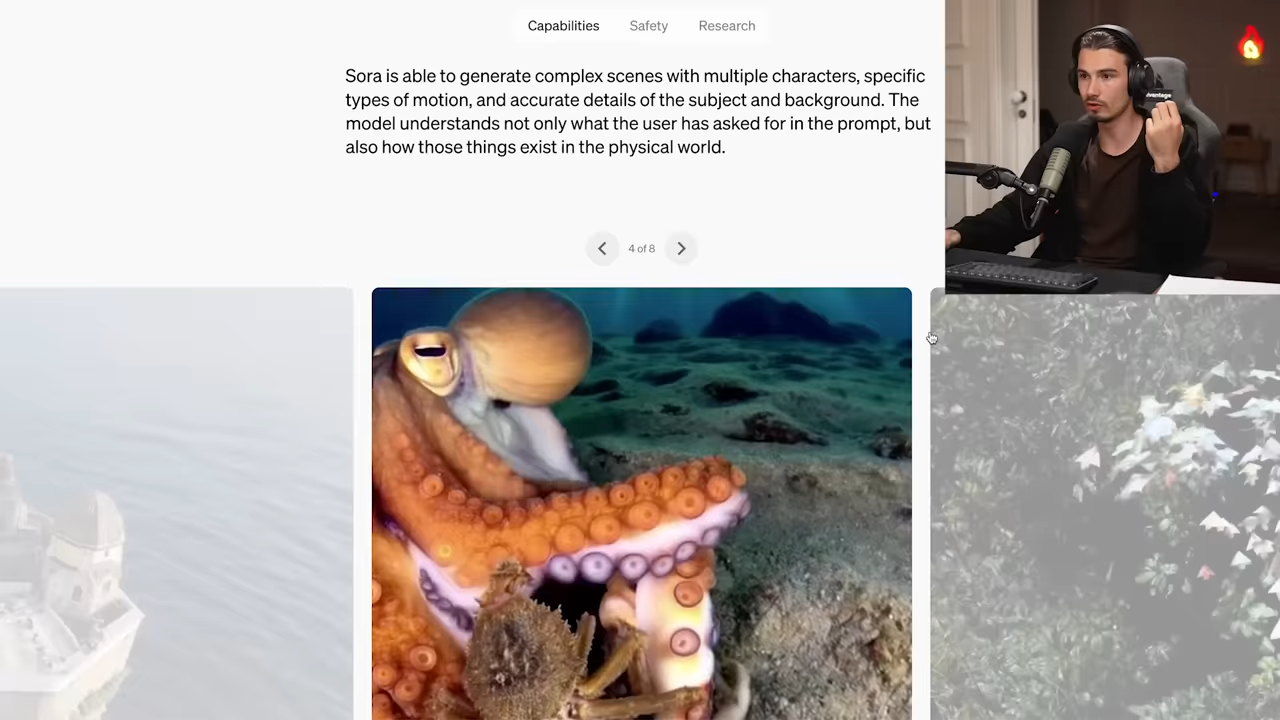 Capabilities Safety Research
Sora is able to generate complex scenes with multiple characters, specific
types of motion, and accurate details of the subject and background. The
model understands not only what the user has asked for in the prompt, but
also how those things exist in the physical world.
4 of 8